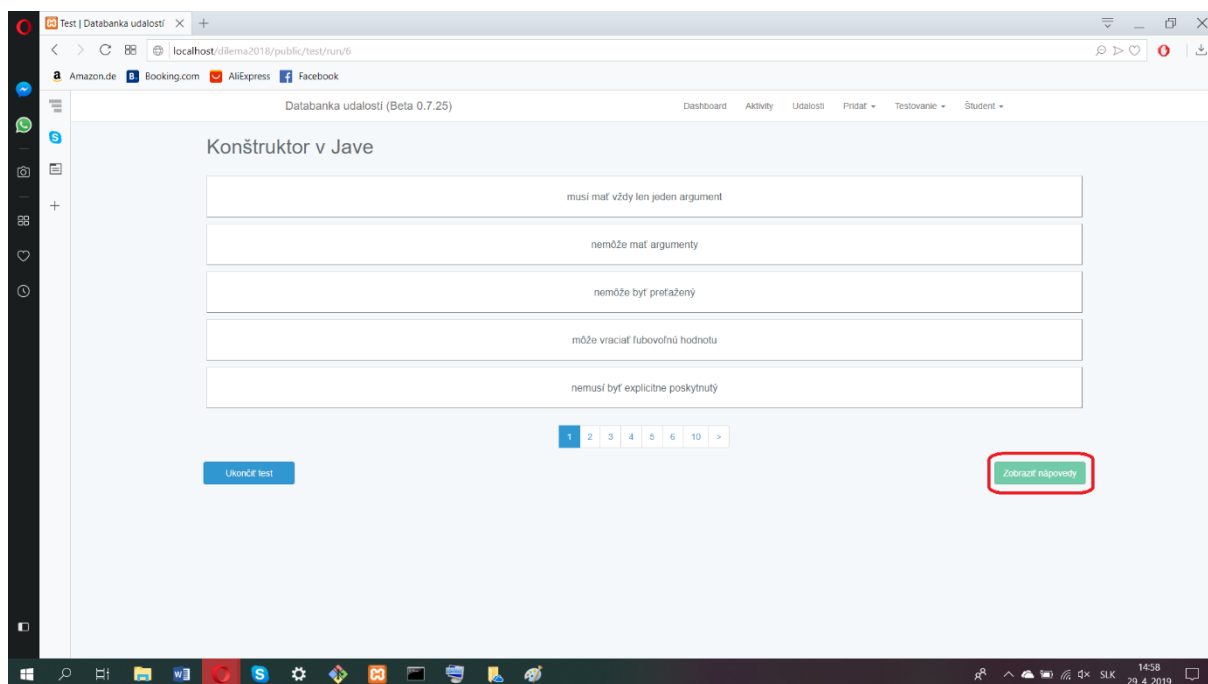 Test | Databanka udalostí
localhost/dilema2018/public/test/run/6
a Amazon.de B. Booking.com AliExpress f Facebook
Databanka udalostí (Beta 0.7.25) Dashboard Aktivity Udalosti Pridať Testovanie Študent
Konštruktor v Jave
musí mať vždy len jeden argument
nemôže mať argumenty
nemôže byť preťažený
môže vraciať ľubovoľnú hodnotu
nemusí byť explicitne poskytnutý
1 2 3 4 5 6 10 >
Ukončiť test Zobraziť nápovedy
SLK 14:58
29. 4. 2019